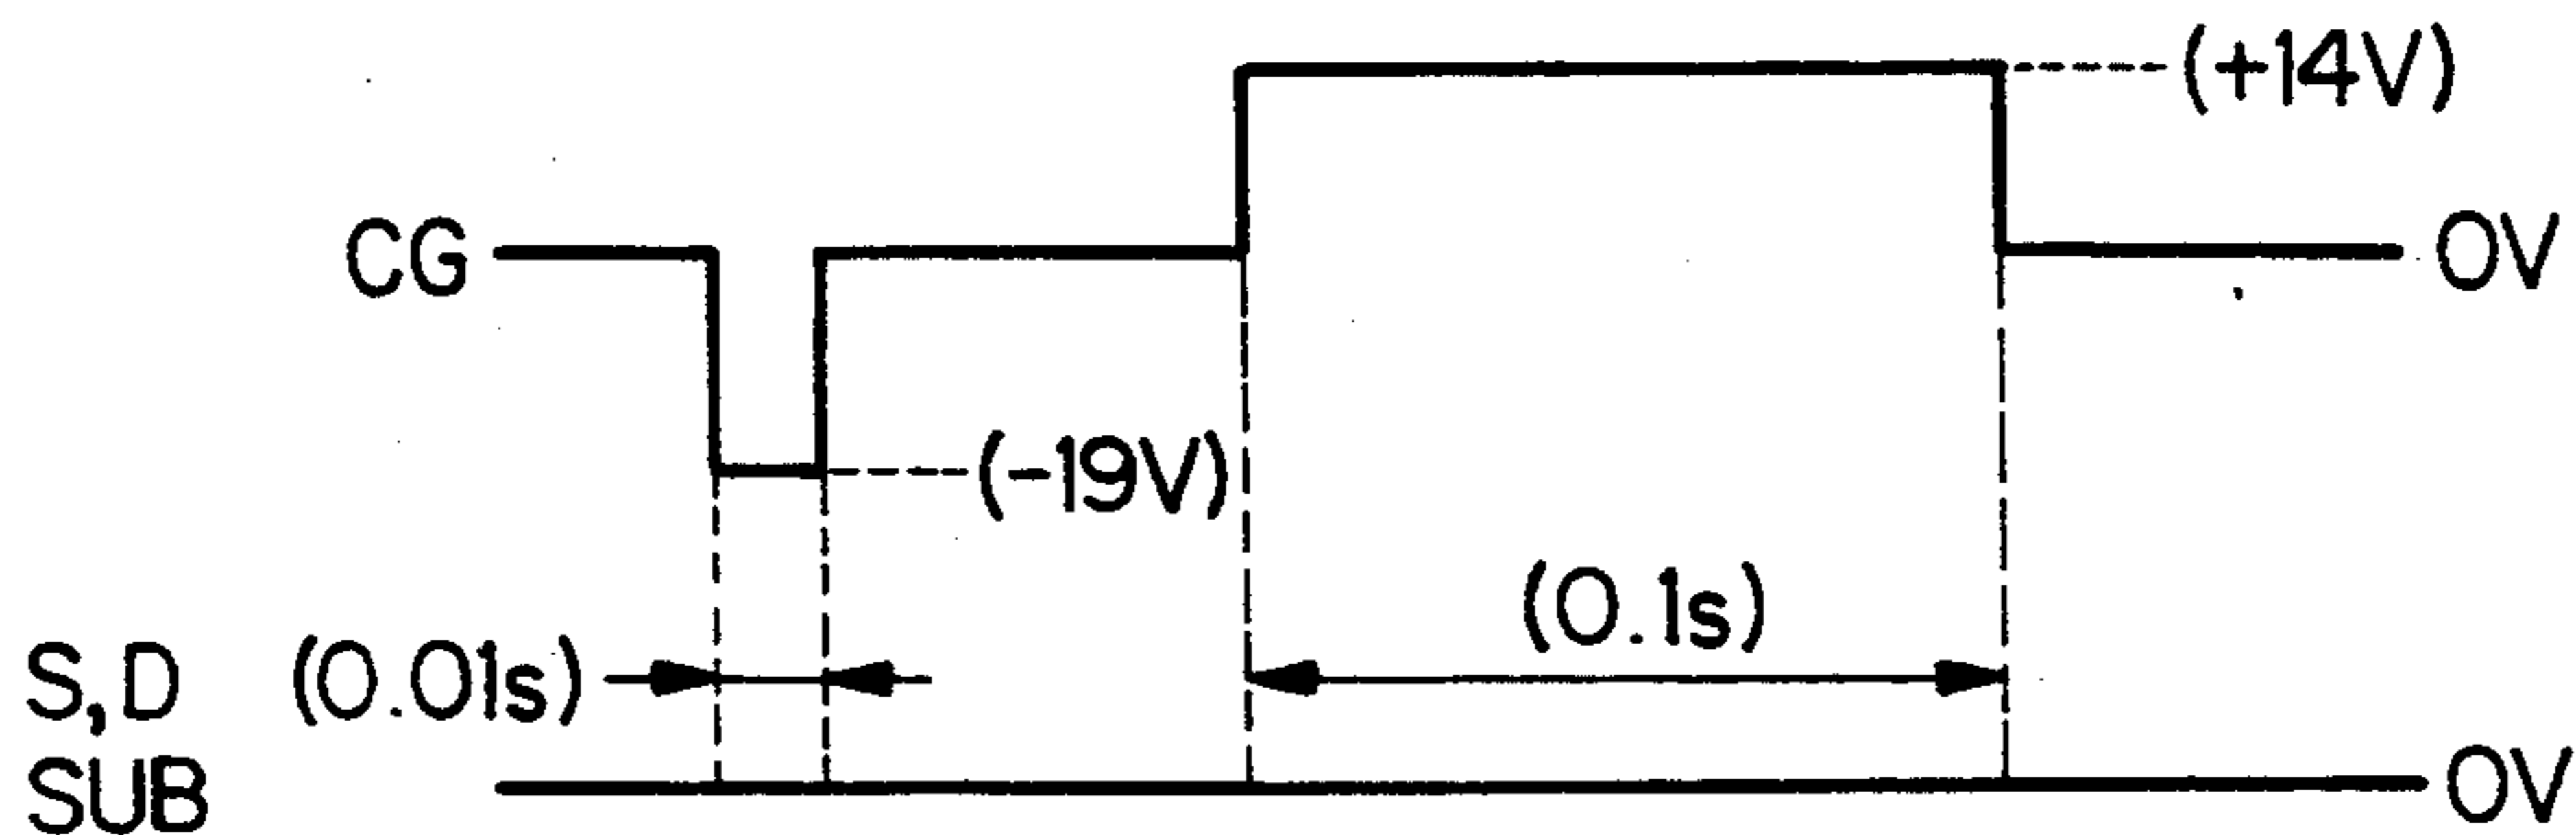 (+14V)
CG 0V
(-19V)
(0.1s)
S,D (0.01s)
SUB 0V